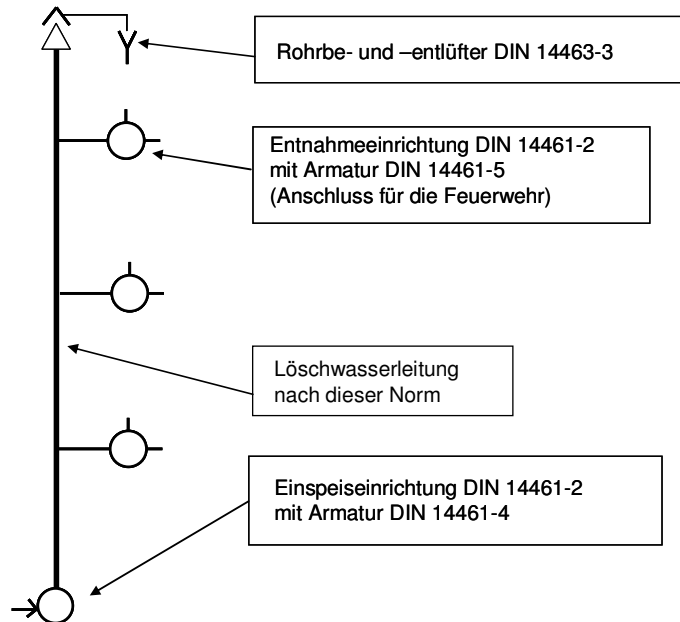 Rohrbe- und –entlüfter DIN 14463-3
Entnahmeeinrichtung DIN 14461-2
mit Armatur DIN 14461-5
(Anschluss für die Feuerwehr)
Löschwasserleitung
nach dieser Norm
Einspeiseinrichtung DIN 14461-2
mit Armatur DIN 14461-4